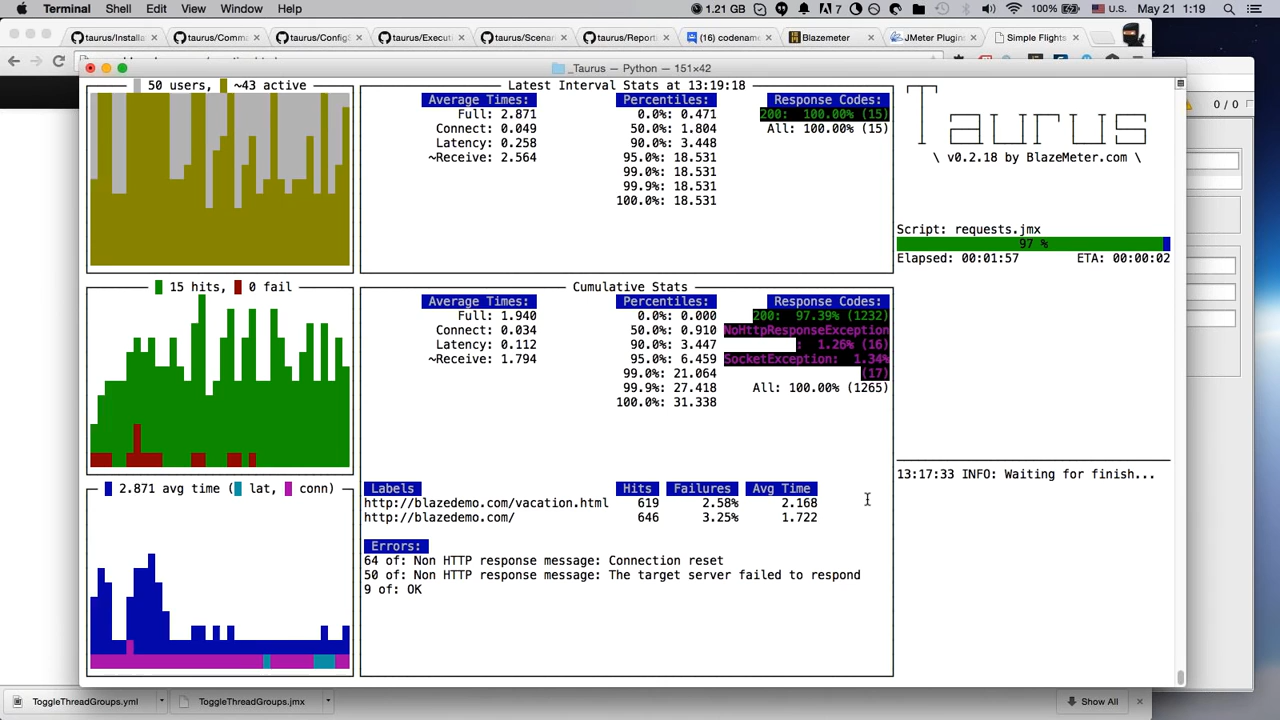 Terminal Shell Edit View Window Help
1.21 GB 7 100% U.S. May 21 1:19
taurus/Installa
taurus/Comma
taurus/ConfigS
taurus/Executi
taurus/Scenar
taurus/Report
(16) codenam
Blazemeter
JMeter Plugins
Simple Flights
_Taurus — Python — 151×42
0 / 0
50 users, ~43 active
Latest Interval Stats at 13:19:18
Average Times: Percentiles: Response Codes:
Full: 2.871 0.0%: 0.471 200: 100.00% (15)
Connect: 0.049 50.0%: 1.804 All: 100.00% (15)
Latency: 0.258 90.0%: 3.448
~Receive: 2.564 95.0%: 18.531
99.0%: 18.531
99.9%: 18.531
100.0%: 18.531
Taurus
\ v0.2.18 by BlazeMeter.com \
Script: requests.jmx
97 %
Elapsed: 00:01:57 ETA: 00:00:02
15 hits, 0 fail
Cumulative Stats
Average Times: Percentiles: Response Codes:
Full: 1.940 0.0%: 0.000 200: 97.39% (1232)
Connect: 0.034 50.0%: 0.910 NoHttpResponseException
Latency: 0.112 90.0%: 3.447 : 1.26% (16)
~Receive: 1.794 95.0%: 6.459 SocketException: 1.34%
99.0%: 21.064 (17)
99.9%: 27.418 All: 100.00% (1265)
100.0%: 31.338
13:17:33 INFO: Waiting for finish...
2.871 avg time ( lat, conn)
Labels Hits Failures Avg Time
http://blazedemo.com/vacation.html 619 2.58% 2.168
http://blazedemo.com/ 646 3.25% 1.722
Errors:
64 of: Non HTTP response message: Connection reset
50 of: Non HTTP response message: The target server failed to respond
9 of: OK
ToggleThreadGroups.yml
ToggleThreadGroups.jmx
Show All